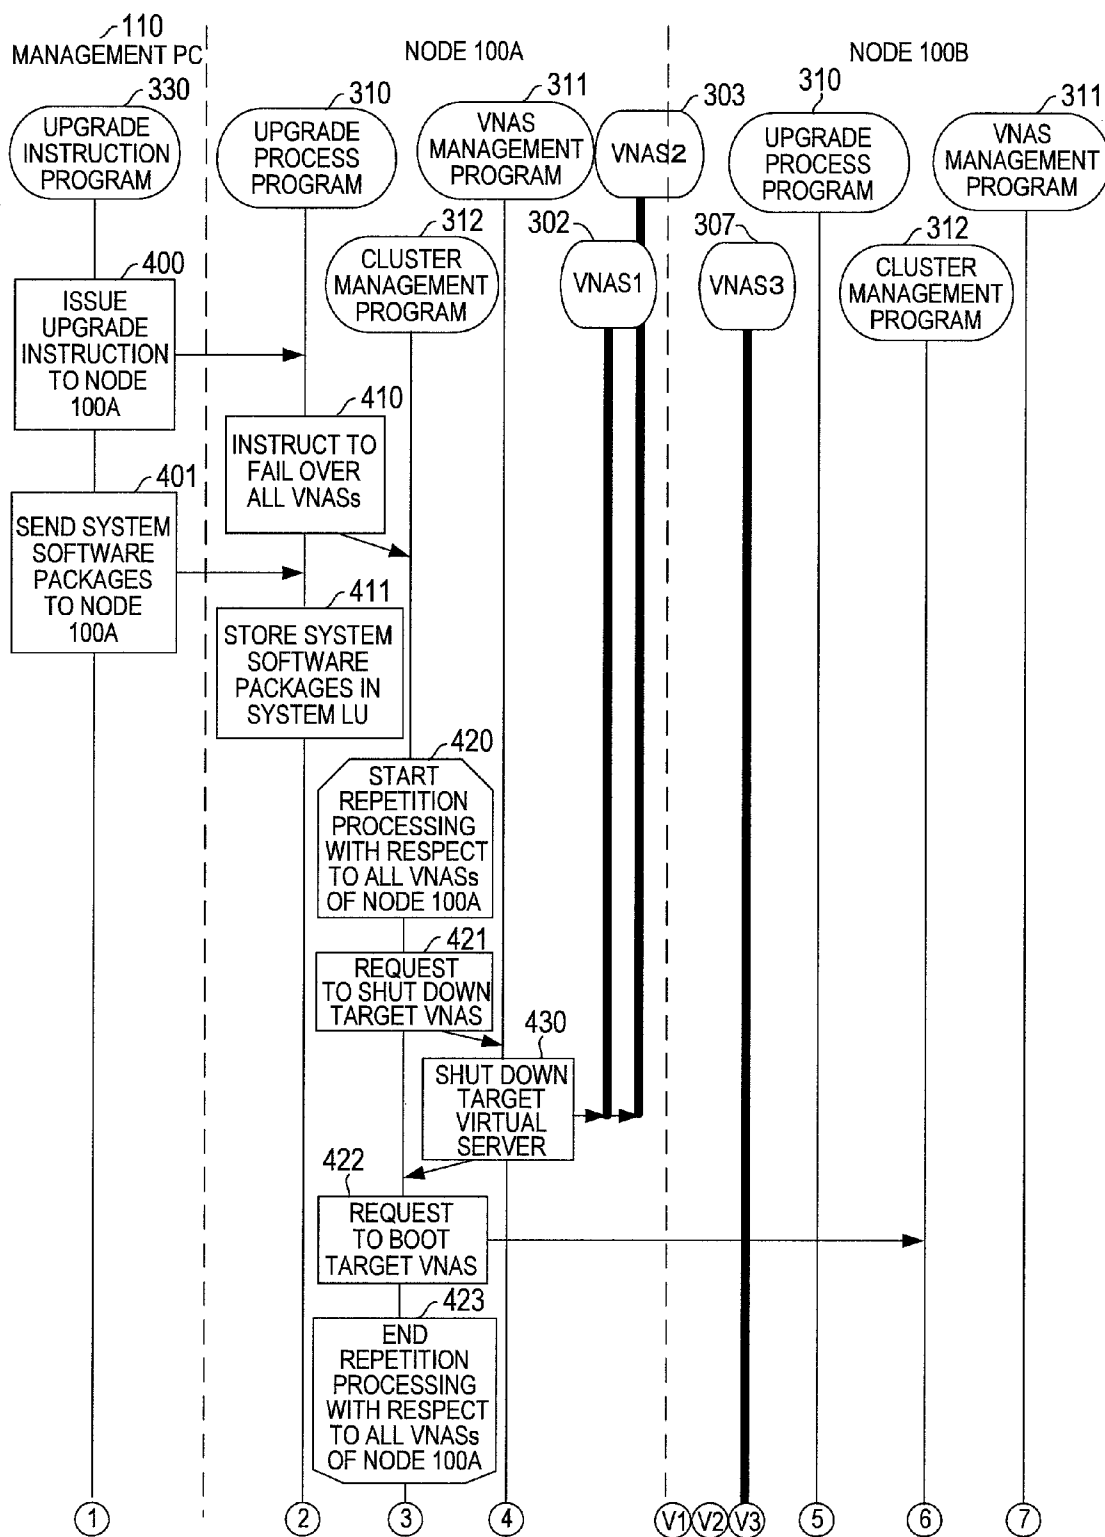 110
MANAGEMENT PC
NODE 100A
NODE 100B
330
UPGRADE
INSTRUCTION
PROGRAM
310
UPGRADE
PROCESS
PROGRAM
311
VNAS
MANAGEMENT
PROGRAM
303
VNAS2
310
UPGRADE
PROCESS
PROGRAM
311
VNAS
MANAGEMENT
PROGRAM
312
CLUSTER
MANAGEMENT
PROGRAM
302
VNAS1
307
VNAS3
312
CLUSTER
MANAGEMENT
PROGRAM
400
ISSUE
UPGRADE
INSTRUCTION
TO NODE
100A
410
INSTRUCT TO
FAIL OVER
ALL VNASs
401
SEND SYSTEM
SOFTWARE
PACKAGES
TO NODE
100A
411
STORE SYSTEM
SOFTWARE
PACKAGES IN
SYSTEM LU
420
START
REPETITION
PROCESSING
WITH RESPECT
TO ALL VNASs
OF NODE 100A
421
REQUEST
TO SHUT DOWN
TARGET VNAS
430
SHUT DOWN
TARGET
VIRTUAL
SERVER
422
REQUEST
TO BOOT
TARGET VNAS
423
END
REPETITION
PROCESSING
WITH RESPECT
TO ALL VNASs
OF NODE 100A
1 2 3 4 V1 V2 V3 5 6 7